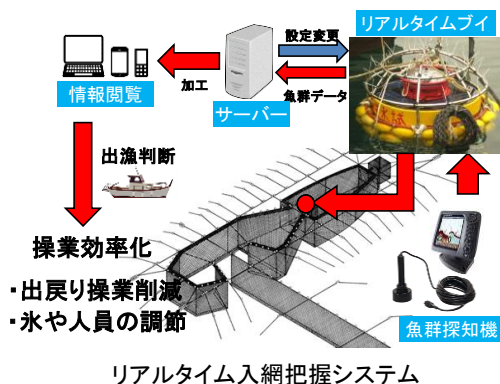 リアルタイムブイ
設定変更
魚群データ
サーバー
加工
情報閲覧
出漁判断
操業効率化
・出戻り操業削減
・氷や人員の調節
魚群探知機
リアルタイム入網把握システム